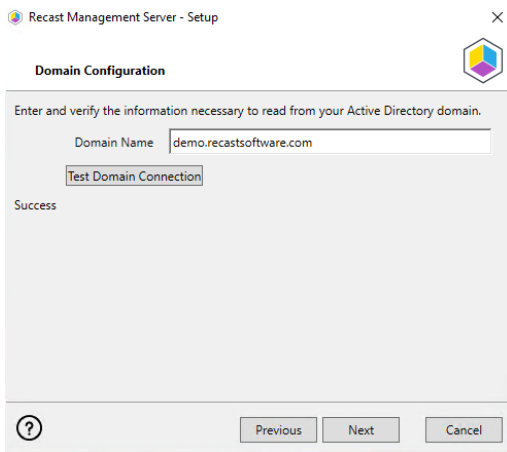 Recast Management Server - Setup
Domain Configuration
Enter and verify the information necessary to read from your Active Directory domain.
Domain Name demo.recastsoftware.com
Test Domain Connection
Success
? Previous Next Cancel